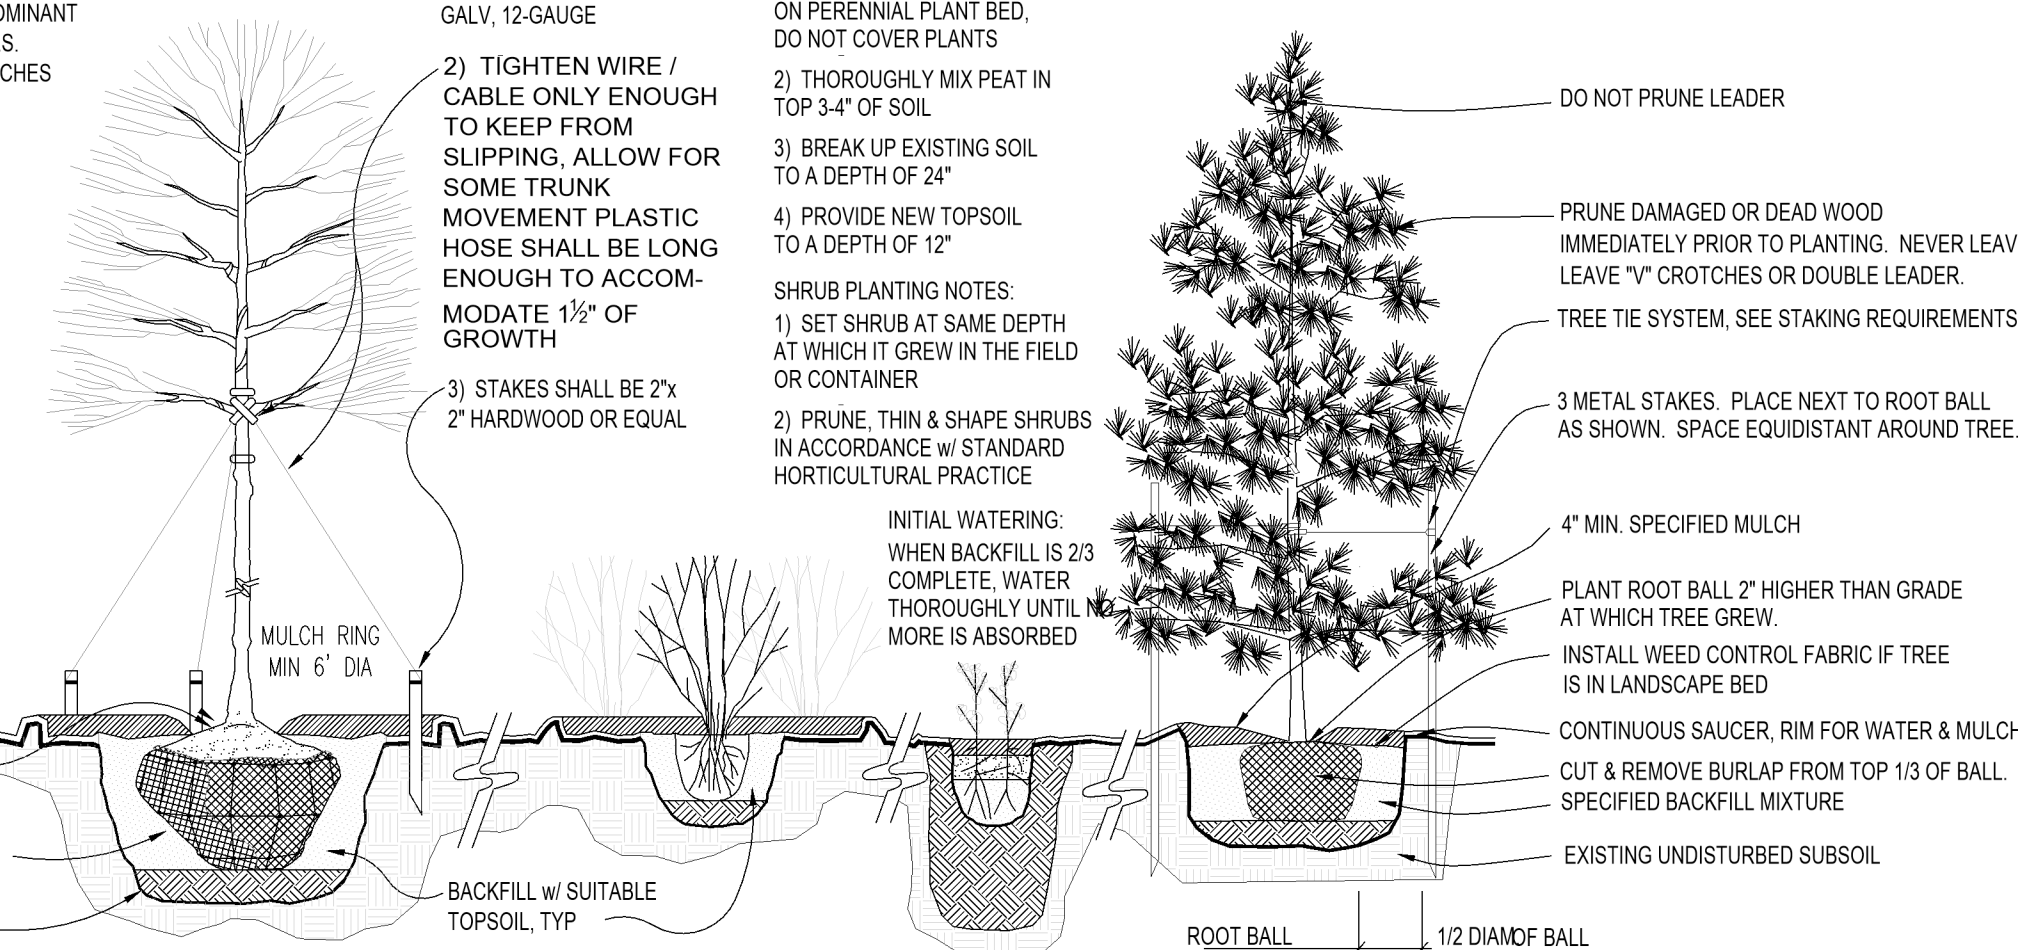 OMINANT
S.
CHES
GALV, 12-GAUGE
2) TIGHTEN WIRE /
CABLE ONLY ENOUGH
TO KEEP FROM
SLIPPING, ALLOW FOR
SOME TRUNK
MOVEMENT PLASTIC
HOSE SHALL BE LONG
ENOUGH TO ACCOM-
MODATE 1½" OF
GROWTH
3) STAKES SHALL BE 2"x
2" HARDWOOD OR EQUAL
MULCH RING
MIN 6' DIA
BACKFILL w/ SUITABLE
TOPSOIL, TYP
ON PERENNIAL PLANT BED,
DO NOT COVER PLANTS
2) THOROUGHLY MIX PEAT IN
TOP 3-4" OF SOIL
3) BREAK UP EXISTING SOIL
TO A DEPTH OF 24"
4) PROVIDE NEW TOPSOIL
TO A DEPTH OF 12"
SHRUB PLANTING NOTES:
1) SET SHRUB AT SAME DEPTH
AT WHICH IT GREW IN THE FIELD
OR CONTAINER
2) PRUNE, THIN & SHAPE SHRUBS
IN ACCORDANCE w/ STANDARD
HORTICULTURAL PRACTICE
INITIAL WATERING:
WHEN BACKFILL IS 2/3
COMPLETE, WATER
THOROUGHLY UNTIL NO
MORE IS ABSORBED
DO NOT PRUNE LEADER
PRUNE DAMAGED OR DEAD WOOD
IMMEDIATELY PRIOR TO PLANTING. NEVER LEAV
LEAVE "V" CROTCHES OR DOUBLE LEADER.
TREE TIE SYSTEM, SEE STAKING REQUIREMENTS
3 METAL STAKES. PLACE NEXT TO ROOT BALL
AS SHOWN. SPACE EQUIDISTANT AROUND TREE.
4" MIN. SPECIFIED MULCH
PLANT ROOT BALL 2" HIGHER THAN GRADE
AT WHICH TREE GREW.
INSTALL WEED CONTROL FABRIC IF TREE
IS IN LANDSCAPE BED
CONTINUOUS SAUCER, RIM FOR WATER & MULCH
CUT & REMOVE BURLAP FROM TOP 1/3 OF BALL.
SPECIFIED BACKFILL MIXTURE
EXISTING UNDISTURBED SUBSOIL
ROOT BALL
1/2 DIAM OF BALL